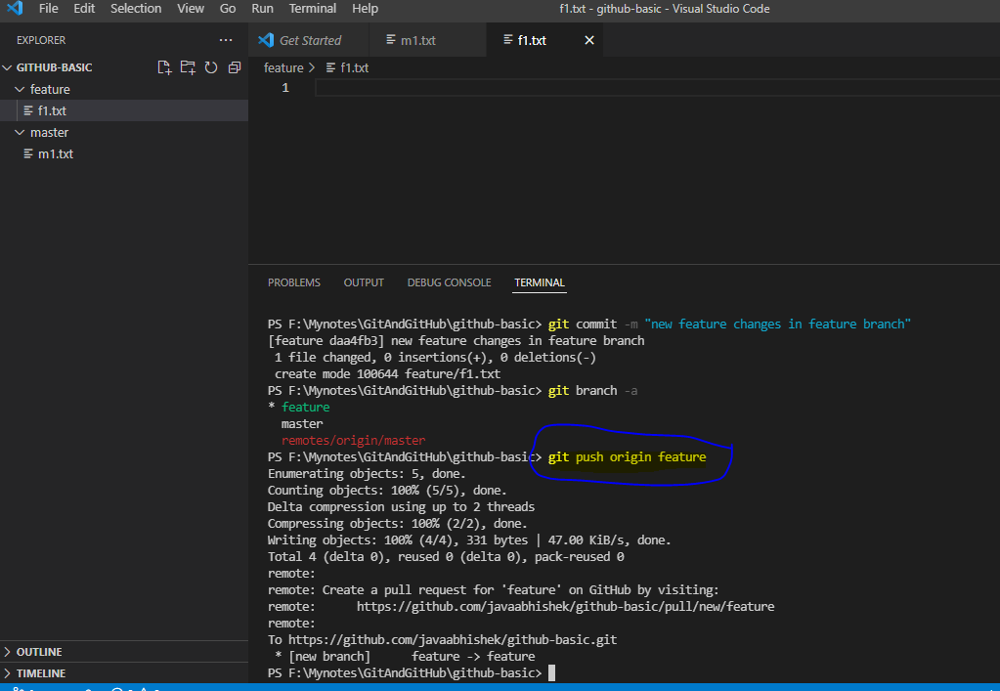 File Edit Selection View Go Run Terminal Help
f1.txt - github-basic - Visual Studio Code
EXPLORER
GITHUB-BASIC
feature
f1.txt
master
m1.txt
OUTLINE
TIMELINE
Get Started
m1.txt
f1.txt
feature > f1.txt
1
PROBLEMS OUTPUT DEBUG CONSOLE TERMINAL
PS F:\Mynotes\GitAndGitHub\github-basic> git commit -m "new feature changes in feature branch"
[feature daa4fb3] new feature changes in feature branch
1 file changed, 0 insertions(+), 0 deletions(-)
create mode 100644 feature/f1.txt
PS F:\Mynotes\GitAndGitHub\github-basic> git branch -a
* feature
master
remotes/origin/master
PS F:\Mynotes\GitAndGitHub\github-basic> git push origin feature
Enumerating objects: 5, done.
Counting objects: 100% (5/5), done.
Delta compression using up to 2 threads
Compressing objects: 100% (2/2), done.
Writing objects: 100% (4/4), 331 bytes | 47.00 KiB/s, done.
Total 4 (delta 0), reused 0 (delta 0), pack-reused 0
remote:
remote: Create a pull request for 'feature' on GitHub by visiting:
remote:      https://github.com/javaabhishek/github-basic/pull/new/feature
remote:
To https://github.com/javaabhishek/github-basic.git
* [new branch]      feature -> feature
PS F:\Mynotes\GitAndGitHub\github-basic>